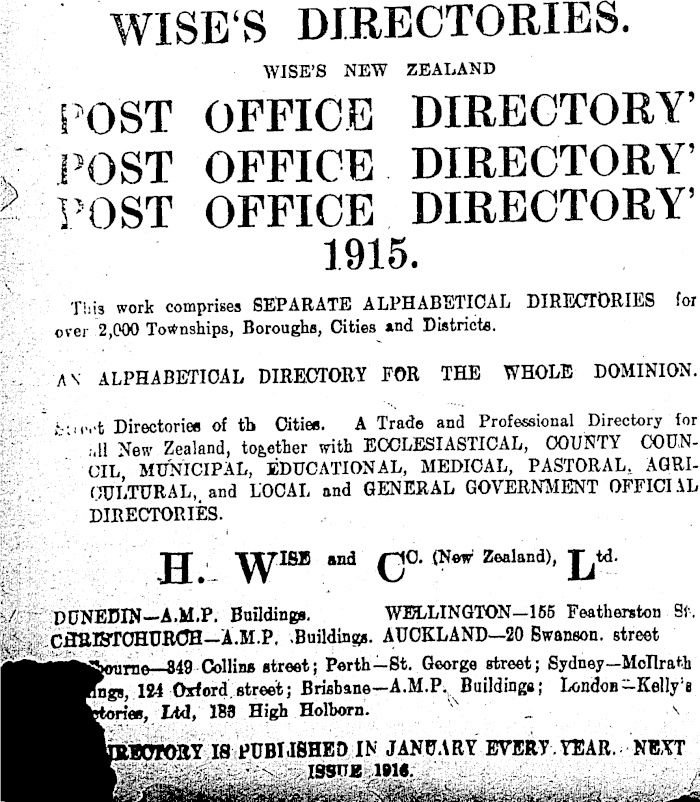 WISE'S DIRECTORIES.
WISE'S NEW ZEALAND
POST OFFICE DIRECTORY'
POST OFFICE DIRECTORY'
POST OFFICE DIRECTORY'
1915.
This work comprises SEPARATE ALPHABETICAL DIRECTORIES for
over 2,000 Townships, Boroughs, Cities and Districts.
AN ALPHABETICAL DIRECTORY FOR THE WHOLE DOMINION.
Street Directories of th Cities. A Trade and Professional Directory for
all New Zealand, together with ECCLESIASTICAL, COUNTY COUN-
CIL, MUNICIPAL, EDUCATIONAL, MEDICAL, PASTORAL, AGRI-
CULTURAL, and LOCAL and GENERAL GOVERNMENT OFFICIAL
DIRECTORIES.
H. WISE and CO. (New Zealand), Ltd.
DUNEDIN—A.M.P. Buildings. WELLINGTON—155 Featherston St.
CHRISTCHURCH—A.M.P. Buildings. AUCKLAND—20 Swanson street
bourne—349 Collins street; Perth—St. George street; Sydney—McIlrath
ings, 124 Oxford street; Brisbane—A.M.P. Buildings; London—Kelly's
ctories, Ltd, 183 High Holborn.
DIRECTORY IS PUBLISHED IN JANUARY EVERY YEAR. NEXT
ISSUE 1916.